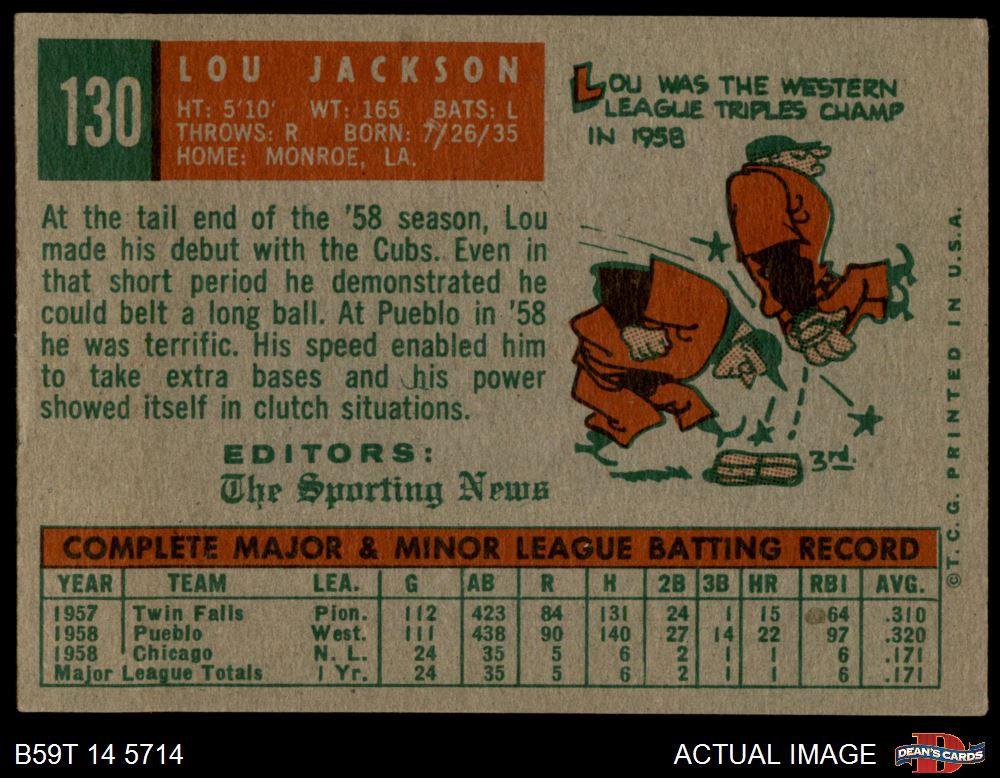 130
LOU JACKSON
HT: 5'10' WT: 165 BATS: L
THROWS: R BORN: 7/26/35
HOME: MONROE, LA.
LOU WAS THE WESTERN
LEAGUE TRIPLES CHAMP
IN 1958
At the tail end of the '58 season, Lou
made his debut with the Cubs. Even in
that short period he demonstrated he
could belt a long ball. At Pueblo in '58
he was terrific. His speed enabled him
to take extra bases and his power
showed itself in clutch situations.
EDITORS:
The Sporting News
3rd.
©T. C. G. PRINTED IN U.S.A.
COMPLETE MAJOR & MINOR LEAGUE BATTING RECORD
YEAR TEAM LEA. G AB R H 2B 3B HR RBI AVG.
1957 Twin Falls Pion. 112 423 84 131 24 1 15 64 .310
1958 Pueblo West. 111 438 90 140 27 14 22 97 .320
1958 Chicago N. L. 24 35 5 6 2 1 1 6 .171
Major League Totals 1 Yr. 24 35 5 6 2 1 1 6 .171
B59T 14 5714
ACTUAL IMAGE
DEAN'S CARDS